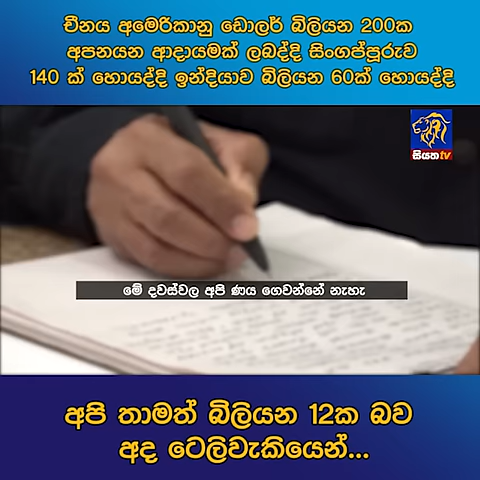 චීනය අමෙරිකානු ඩොලර් බිලියන 200ක
අපනයන ආදායමක් ලබද්දි සිංගප්පූරුව
140 ක් හොයද්දි ඉන්දියාව බිලියන 60ක් හොයද්දි
සියත tv
මේ දවස්වල අපි ණය ගෙවන්නේ නැහැ
අපි තාමත් බිලියන 12ක බව
අද ටෙලිවැකියෙන්...